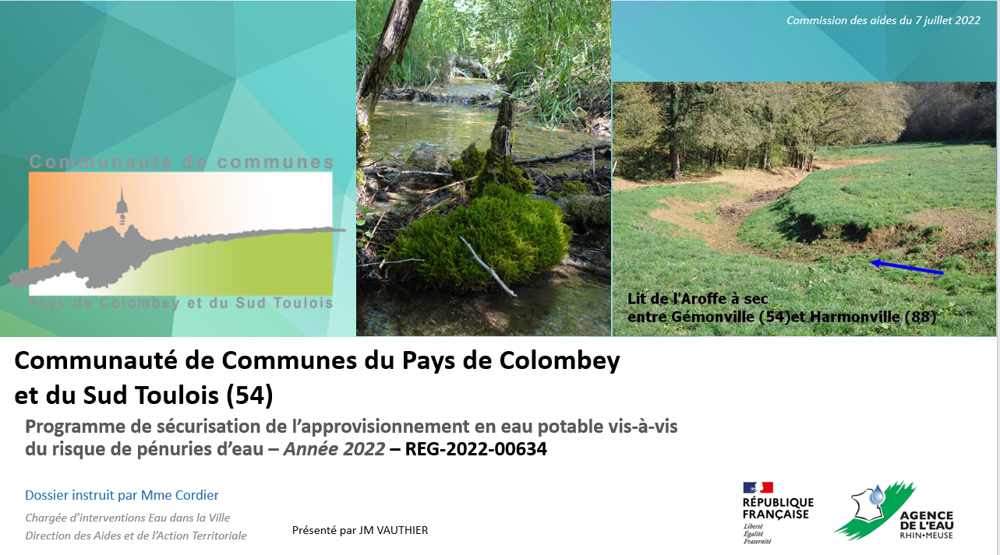 Commission des aides du 7 juillet 2022
Communauté de communes
Pays de Colombey et du Sud Toulois
Lit de l'Aroffe à sec
entre Gémonville (54)et Harmonville (88)
Communauté de Communes du Pays de Colombey
et du Sud Toulois (54)
Programme de sécurisation de l’approvisionnement en eau potable vis-à-vis
du risque de pénuries d’eau – Année 2022 – REG-2022-00634
Dossier instruit par Mme Cordier
Chargée d’interventions Eau dans la Ville
Direction des Aides et de l’Action Térritoriale
Présenté par JM VAUTHIER
RÉPUBLIQUE
FRANÇAISE
Liberté
Égalité
Fraternité
AGENCE
DE L'EAU
RHIN•MEUSE